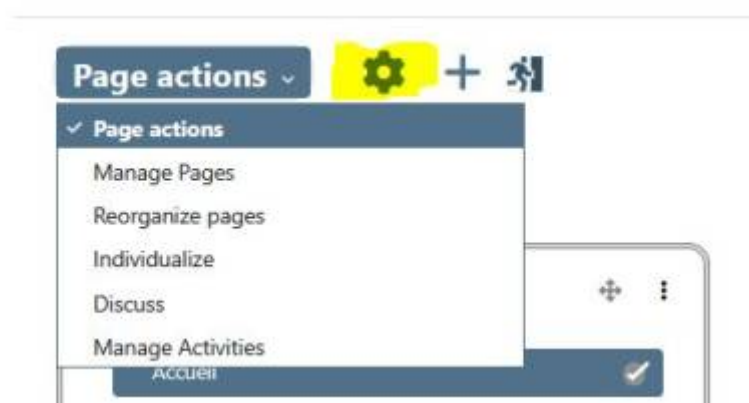 Page actions
Page actions
Manage Pages
Reorganize pages
Individualize
Discuss
Manage Activities
Accueil